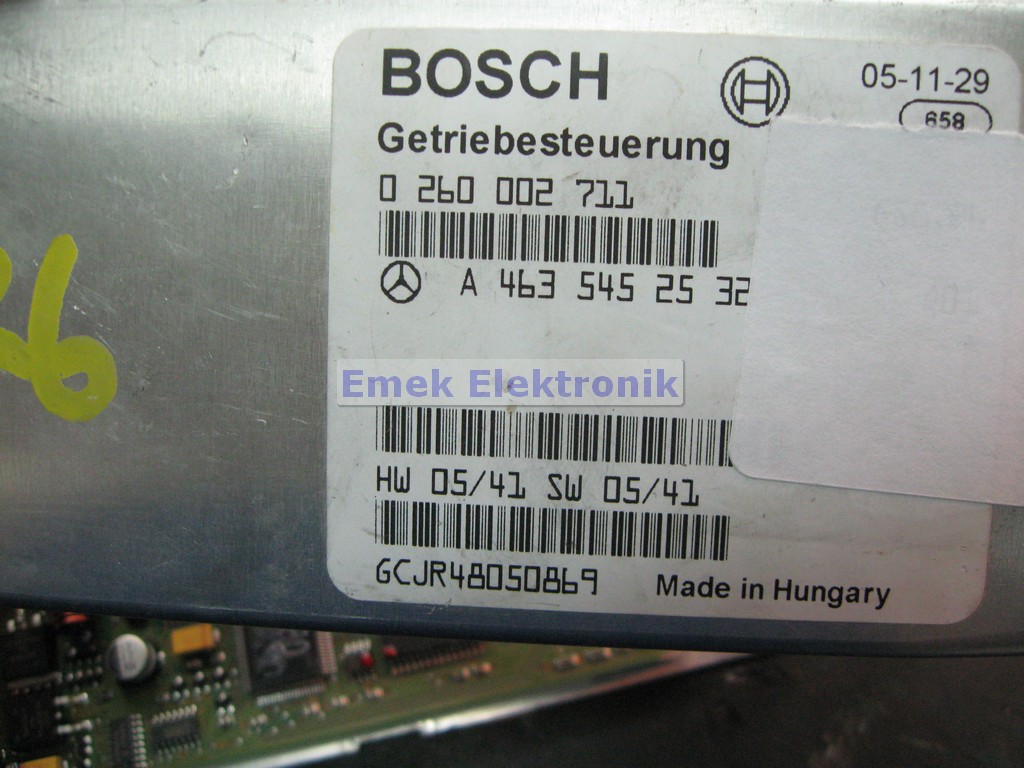 BOSCH
05-11-29
658
Getriebesteuerung
0 260 002 711
A 463 545 25 32
Emek Elektronik
HW 05/41 SW 05/41
GCJR48050869
Made in Hungary